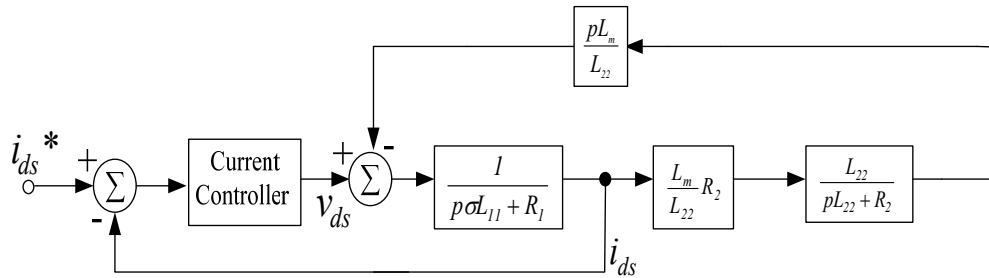 pL_m
L_22
i_ds*
+
-
Σ
Current
Controller
+
-
Σ
v_ds
1
pσL_11 + R_1
i_ds
L_m
L_22
R_2
L_22
pL_22 + R_2